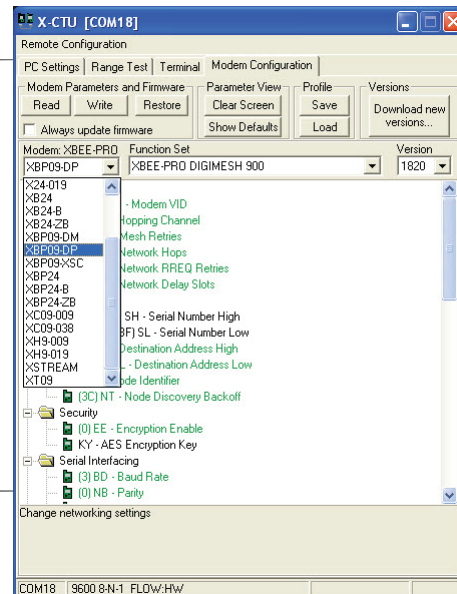 X-CTU [COM18]
Remote Configuration
PC Settings Range Test Terminal Modem Configuration
Modem Parameters and Firmware Parameter View Profile Versions
Read Write Restore Clear Screen Save Download new versions...
Always update firmware Show Defaults Load
Modem: XBEE-PRO Function Set Version
XBP09-DP XBEE-PRO DIGIMESH 900 1820
X24-019
XB24
XB24-B - Modem VID
XB24-ZB Hopping Channel
XBP09-DM Mesh Retries
XBP09-DP Network Hops
XBP09-XSC Network RREQ Retries
XBP24 Network Delay Slots
XBP24-B
XBP24-ZB
XC09-009 SH - Serial Number High
XC09-038 BF) SL - Serial Number Low
XH9-009 Destination Address High
XH9-019 L - Destination Address Low
XSTREAM ode Identifier
XT09
(3C) NT - Node Discovery Backoff
Security
(0) EE - Encryption Enable
KY - AES Encryption Key
Serial Interfacing
(3) BD - Baud Rate
(0) NB - Parity
Change networking settings
COM18 9600 8-N-1 FLOW:HW